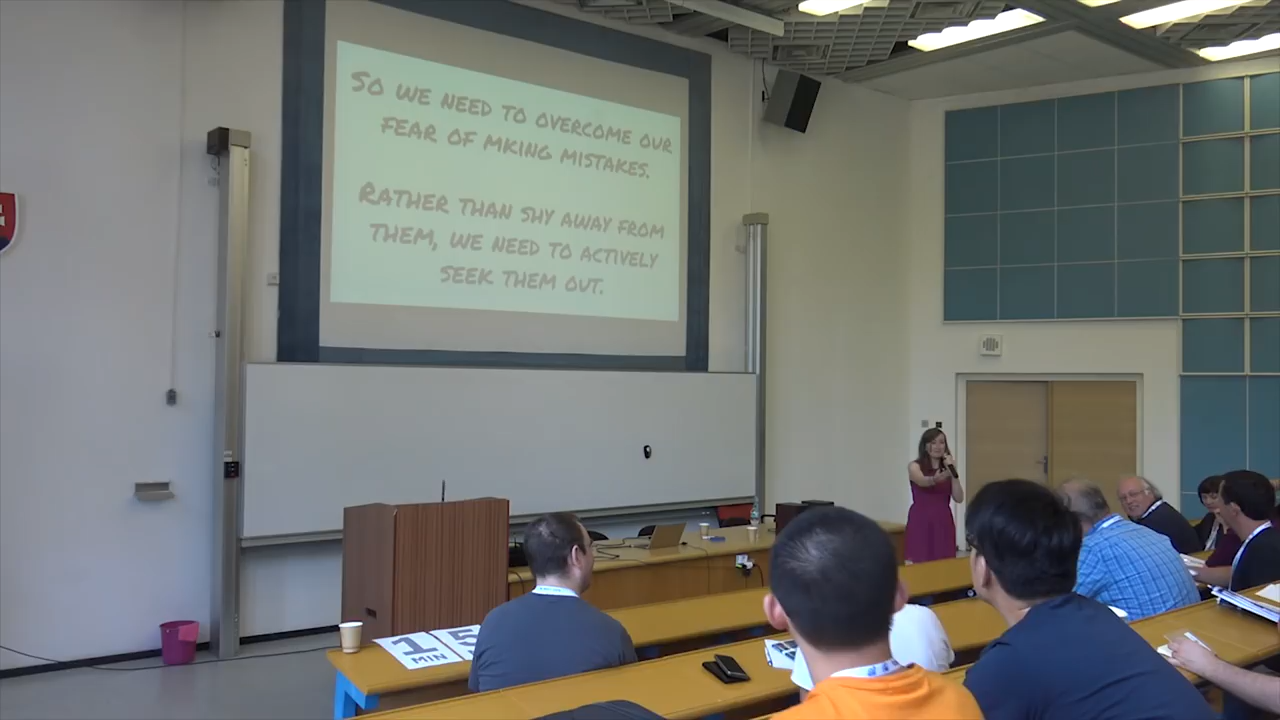 SO WE NEED TO OVERCOME OUR
FEAR OF MKING MISTAKES.
RATHER THAN SHY AWAY FROM
THEM, WE NEED TO ACTIVELY
SEEK THEM OUT.
1
MIN
5